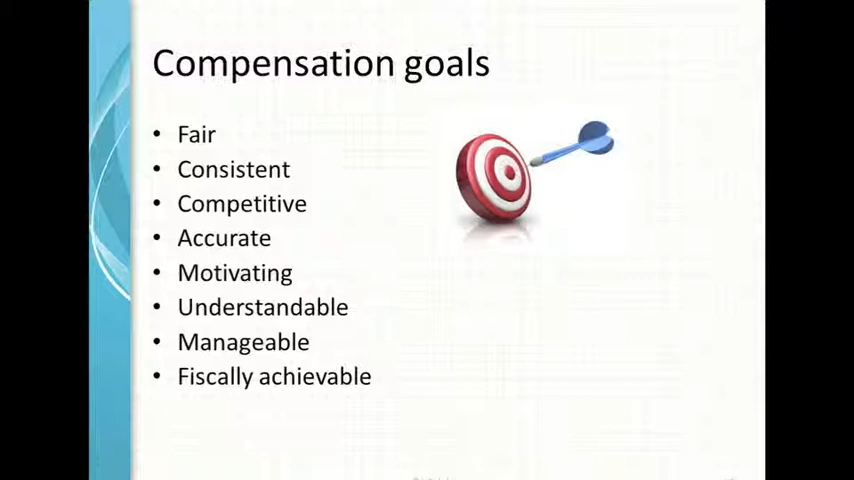 Compensation goals
• Fair
• Consistent
• Competitive
• Accurate
• Motivating
• Understandable
• Manageable
• Fiscally achievable